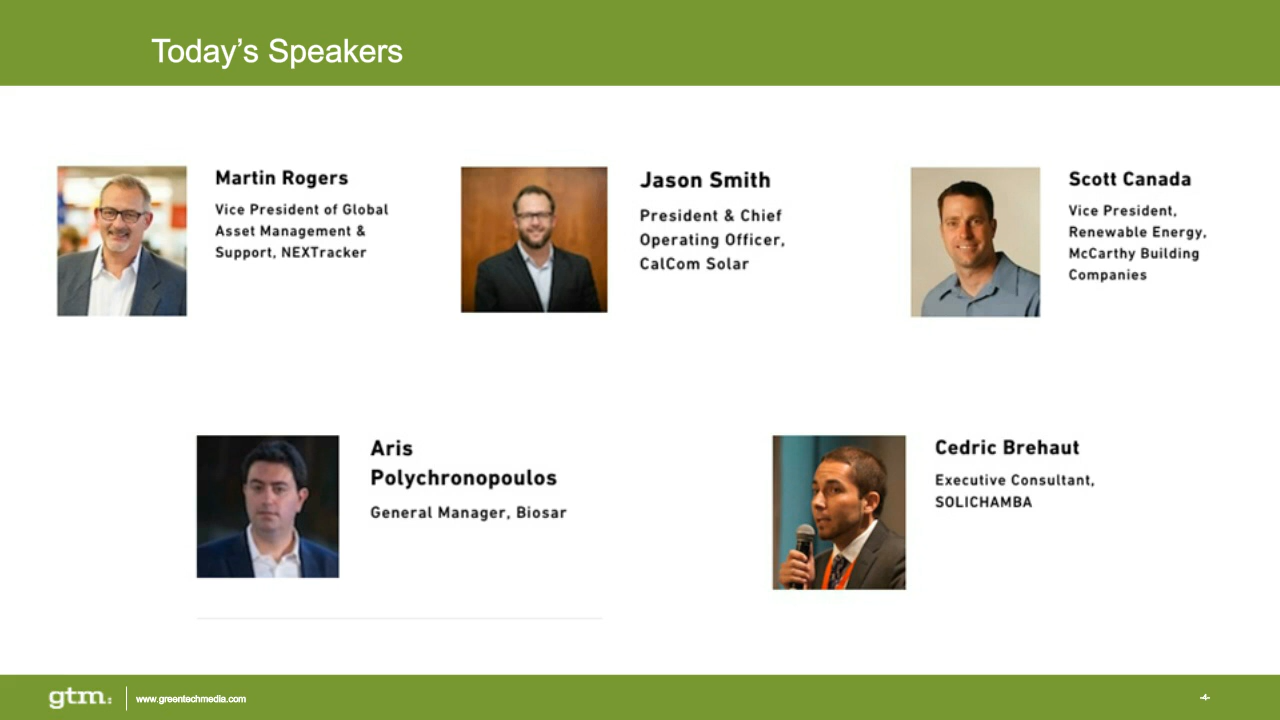 Today’s Speakers
Martin Rogers
Vice President of Global
Asset Management &
Support, NEXTracker
Jason Smith
President & Chief
Operating Officer,
CalCom Solar
Scott Canada
Vice President,
Renewable Energy,
McCarthy Building
Companies
Aris
Polychronopoulos
General Manager, Biosar
Cedric Brehaut
Executive Consultant,
SOLICHAMBA
gtm:
www.greentechmedia.com
-4-